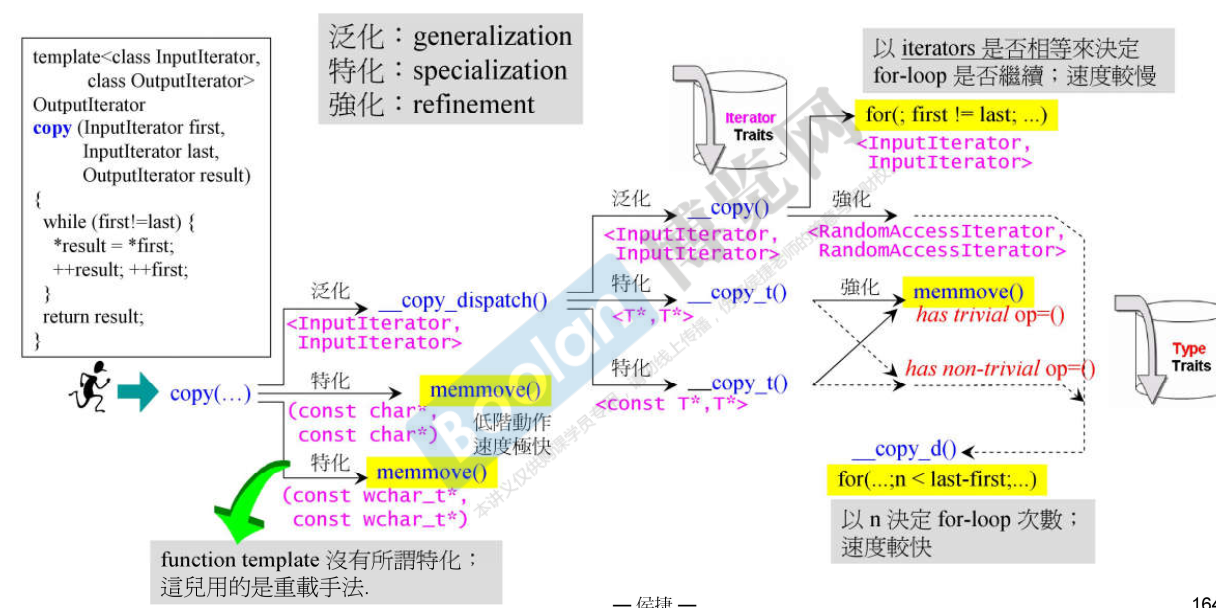 template<class InputIterator,
class OutputIterator>
OutputIterator
copy (InputIterator first,
InputIterator last,
OutputIterator result)
{
while (first!=last) {
*result = *first;
++result; ++first;
}
return result;
}
泛化：generalization
特化：specialization
強化：refinement
以 iterators 是否相等來決定
for-loop 是否繼續；速度較慢
Iterator
Traits
for(; first != last; ...)
<InputIterator,
InputIterator>
泛化
__copy()
<InputIterator,
InputIterator>
強化
<RandomAccessIterator,
RandomAccessIterator>
泛化
__copy_dispatch()
<InputIterator,
InputIterator>
特化
__copy_t()
<T*,T*>
強化
memmove()
has trivial op=()
Type
Traits
has non-trivial op=()
特化
__copy_t()
<const T*,T*>
copy(…)
特化
memmove()
(const char*,
const char*)
低階動作
速度極快
特化
memmove()
(const wchar_t*,
const wchar_t*)
__copy_d()
for(...;n < last-first;...)
以 n 決定 for-loop 次數；
速度較快
function template 沒有所謂特化；
這兒用的是重載手法.
Boolan
博览网
— 侯捷 —
164